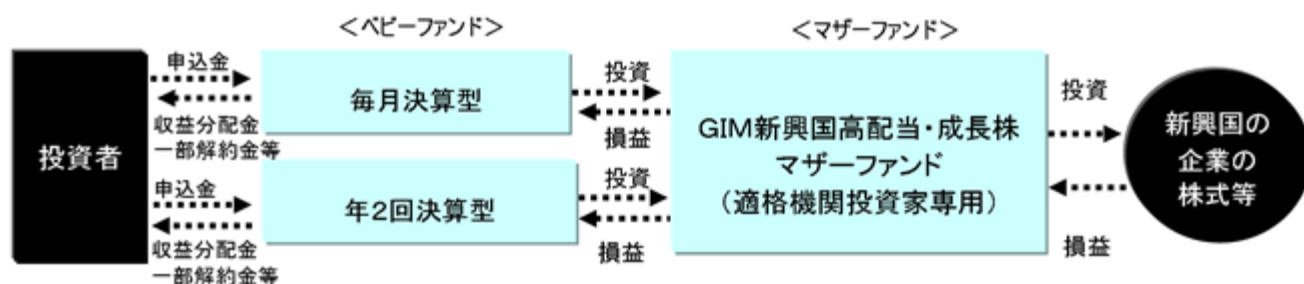 ＜ベビーファンド＞
＜マザーファンド＞
投資者
申込金
収益分配金
一部解約金等
申込金
収益分配金
一部解約金等
毎月決算型
年2回決算型
投資
損益
投資
損益
GIM新興国高配当・成長株
マザーファンド
（適格機関投資家専用）
投資
損益
新興国の
企業の
株式等